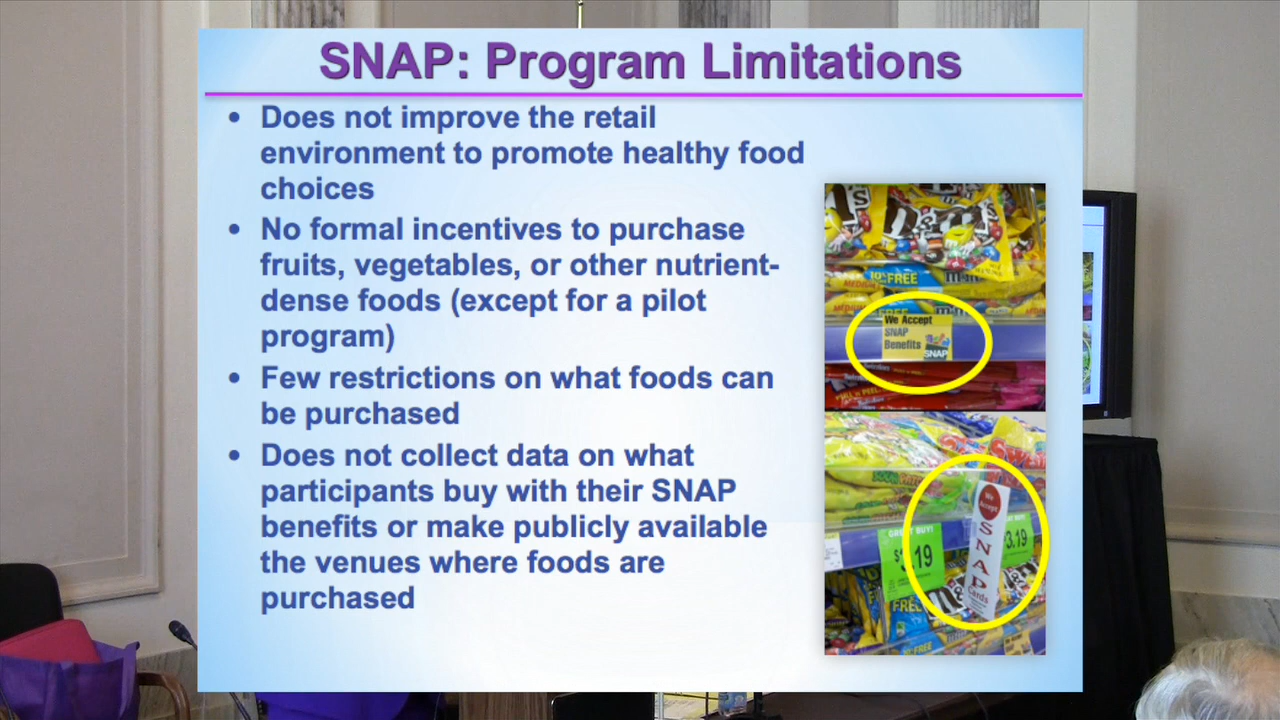 SNAP: Program Limitations
• Does not improve the retail
environment to promote healthy food
choices
• No formal incentives to purchase
fruits, vegetables, or other nutrient-
dense foods (except for a pilot
program)
• Few restrictions on what foods can
be purchased
• Does not collect data on what
participants buy with their SNAP
benefits or make publicly available
the venues where foods are
purchased
FREE
We Accept
SNAP
Benefits
SNAP
We
Accept
SNAP
Cards
GREAT BUY!
$3.19
BUY!
3.19
FREE
FREE